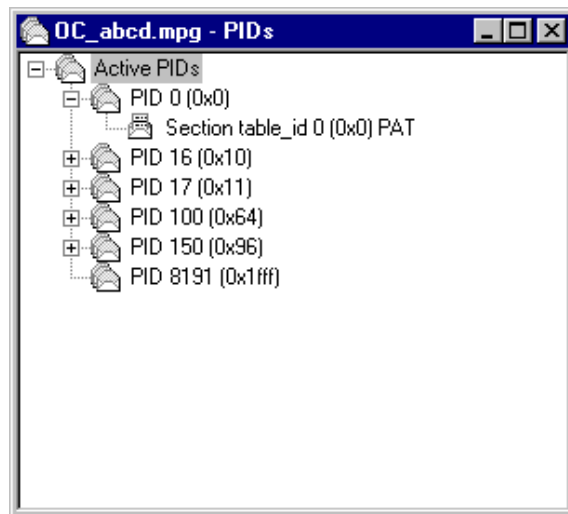 OC_abcd.mpg - PIDs
Active PIDs
PID 0 (0x0)
Section table_id 0 (0x0) PAT
PID 16 (0x10)
PID 17 (0x11)
PID 100 (0x64)
PID 150 (0x96)
PID 8191 (0x1fff)